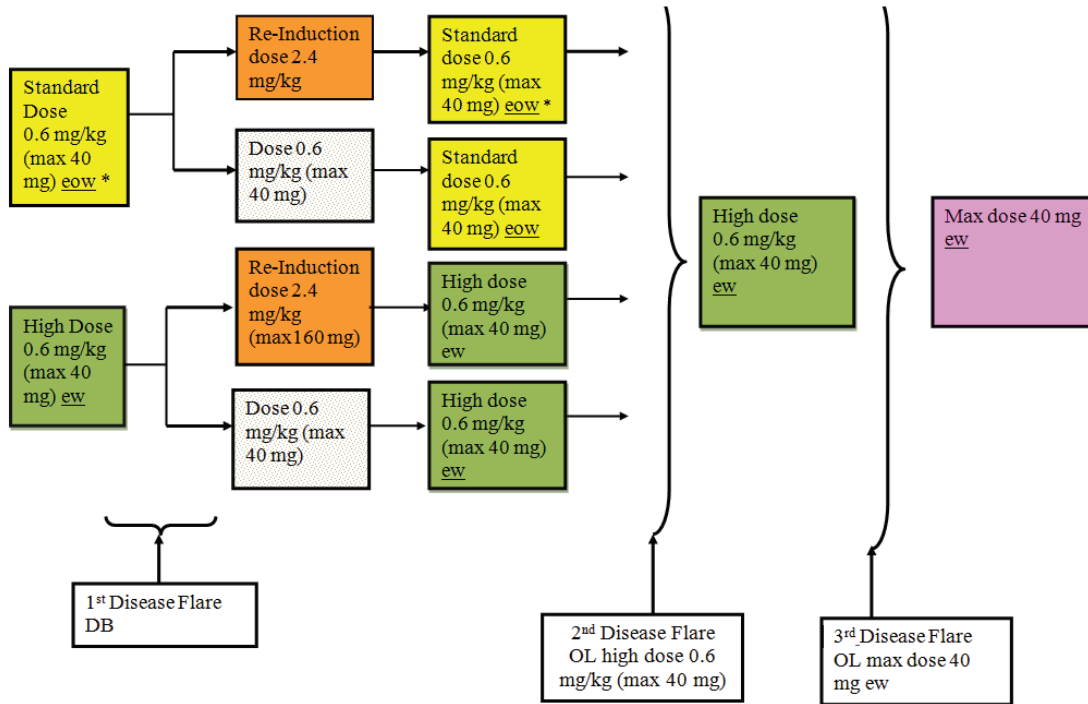 Standard
Dose
0.6 mg/kg
(max 40
mg) eow *
Re-Induction
dose 2.4
mg/kg
Standard
dose 0.6
mg/kg (max
40 mg) eow *
Dose 0.6
mg/kg (max
40 mg)
Standard
dose 0.6
mg/kg (max
40 mg) eow
High Dose
0.6 mg/kg
(max 40
mg) ew
Re-Induction
dose 2.4
mg/kg
(max160 mg)
High dose
0.6 mg/kg
(max 40 mg)
ew
Dose 0.6
mg/kg (max
40 mg)
High dose
0.6 mg/kg
(max 40 mg)
ew
High dose
0.6 mg/kg
(max 40 mg)
ew
Max dose 40 mg
ew
1st Disease Flare
DB
2nd Disease Flare
OL high dose 0.6
mg/kg (max 40 mg)
3rd Disease Flare
OL max dose 40
mg ew